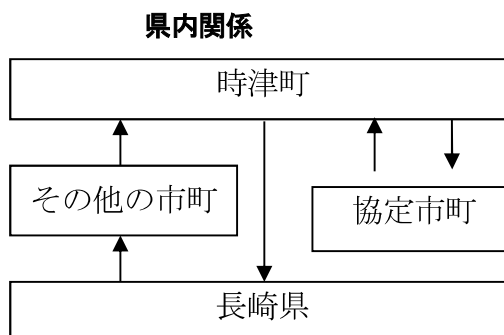 県内関係
時津町
その他の市町
協定市町
長崎県